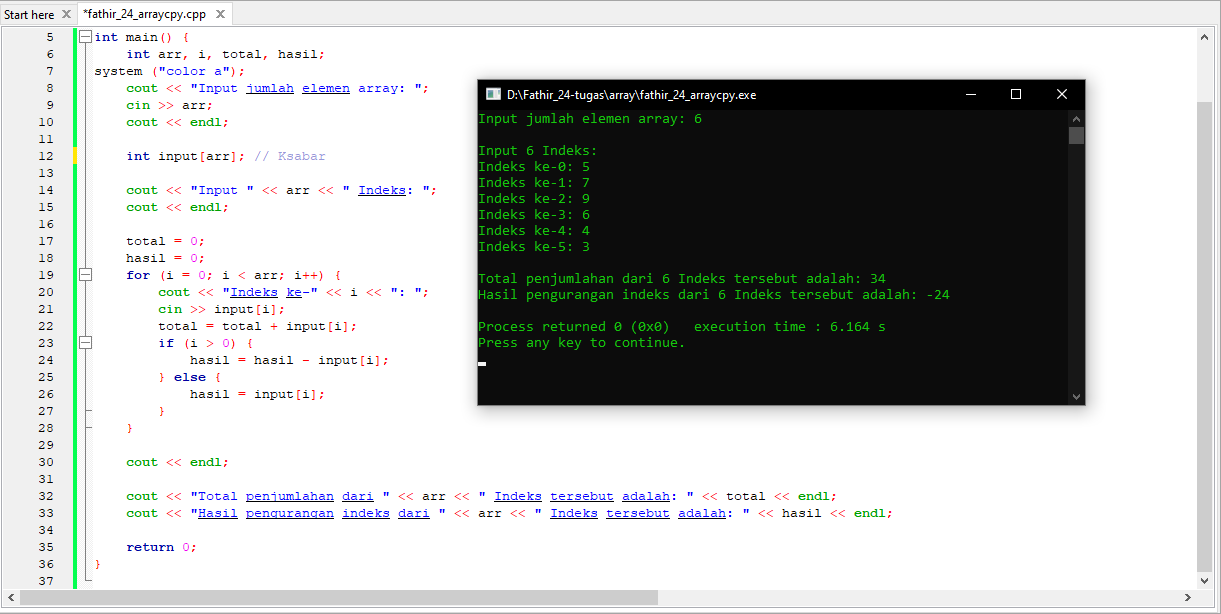 Start here X *fathir_24_arraycpy.cpp X
5 int main() {
6 int arr, i, total, hasil;
7 system ("color a");
8 cout << "Input jumlah elemen array: ";
9 cin >> arr;
10 cout << endl;
11
12 int input[arr]; // Ksabar
13
14 cout << "Input " << arr << " Indeks: ";
15 cout << endl;
16
17 total = 0;
18 hasil = 0;
19 for (i = 0; i < arr; i++) {
20 cout << "Indeks ke-" << i << ": ";
21 cin >> input[i];
22 total = total + input[i];
23 if (i > 0) {
24 hasil = hasil - input[i];
25 } else {
26 hasil = input[i];
27 }
28 }
29
30 cout << endl;
31
32 cout << "Total penjumlahan dari " << arr << " Indeks tersebut adalah: " << total << endl;
33 cout << "Hasil pengurangan indeks dari " << arr << " Indeks tersebut adalah: " << hasil << endl;
34
35 return 0;
36 }
37
D:\Fathir_24-tugas\array\fathir_24_arraycpy.exe
Input jumlah elemen array: 6
Input 6 Indeks:
Indeks ke-0: 5
Indeks ke-1: 7
Indeks ke-2: 9
Indeks ke-3: 6
Indeks ke-4: 4
Indeks ke-5: 3
Total penjumlahan dari 6 Indeks tersebut adalah: 34
Hasil pengurangan indeks dari 6 Indeks tersebut adalah: -24
Process returned 0 (0x0) execution time : 6.164 s
Press any key to continue.